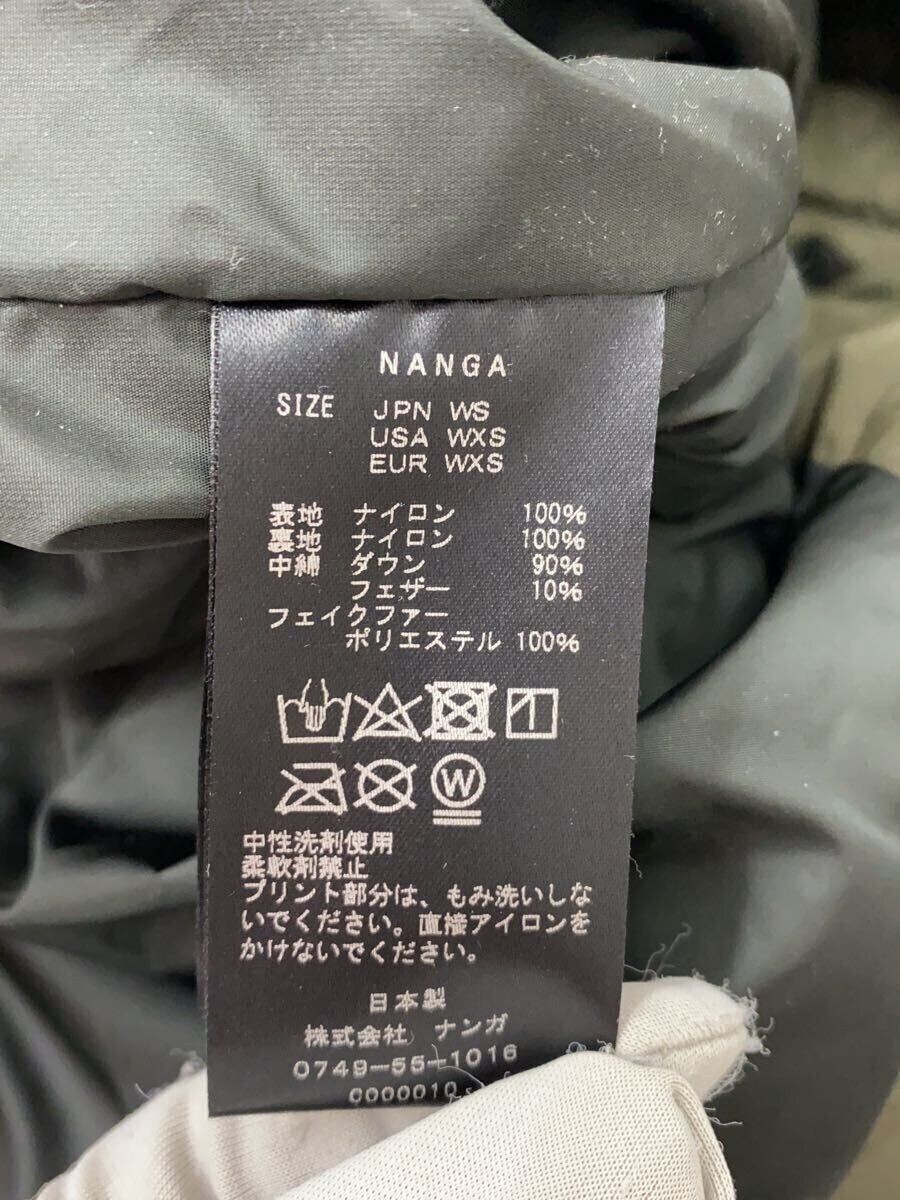 NANGA
SIZE JPN WS
USA WXS
EUR WXS
表地 ナイロン 100%
裏地 ナイロン 100%
中綿 ダウン 90%
フェザー 10%
フェイクファー
ポリエステル 100%
W
中性洗剤使用
柔軟剤禁止
プリント部分は、もみ洗いしな
いでください。直接アイロンを
かけないでください。
日本製
株式会社 ナンガ
0749-55-1016
0000010